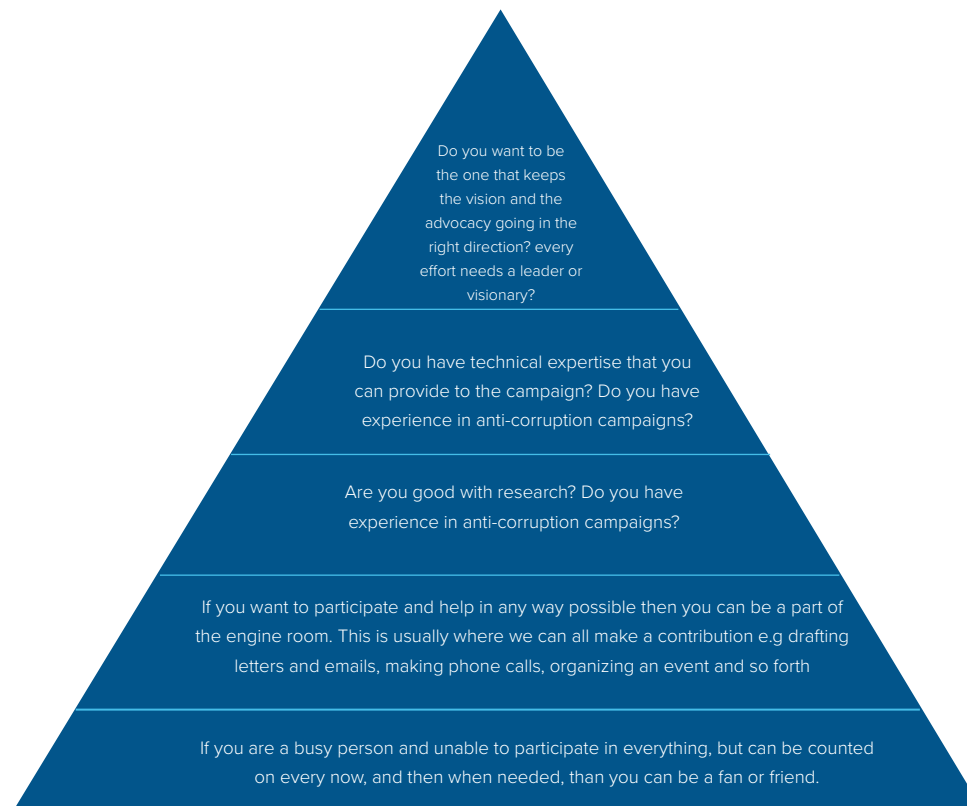 Do you want to be
the one that keeps
the vision and the
advocacy going in the
right direction? every
effort needs a leader or
visionary?
Do you have technical expertise that you
can provide to the campaign? Do you have
experience in anti-corruption campaigns?
Are you good with research? Do you have
experience in anti-corruption campaigns?
If you want to participate and help in any way possible then you can be a part of
the engine room. This is usually where we can all make a contribution e.g drafting
letters and emails, making phone calls, organizing an event and so forth
If you are a busy person and unable to participate in everything, but can be counted
on every now, and then when needed, than you can be a fan or friend.